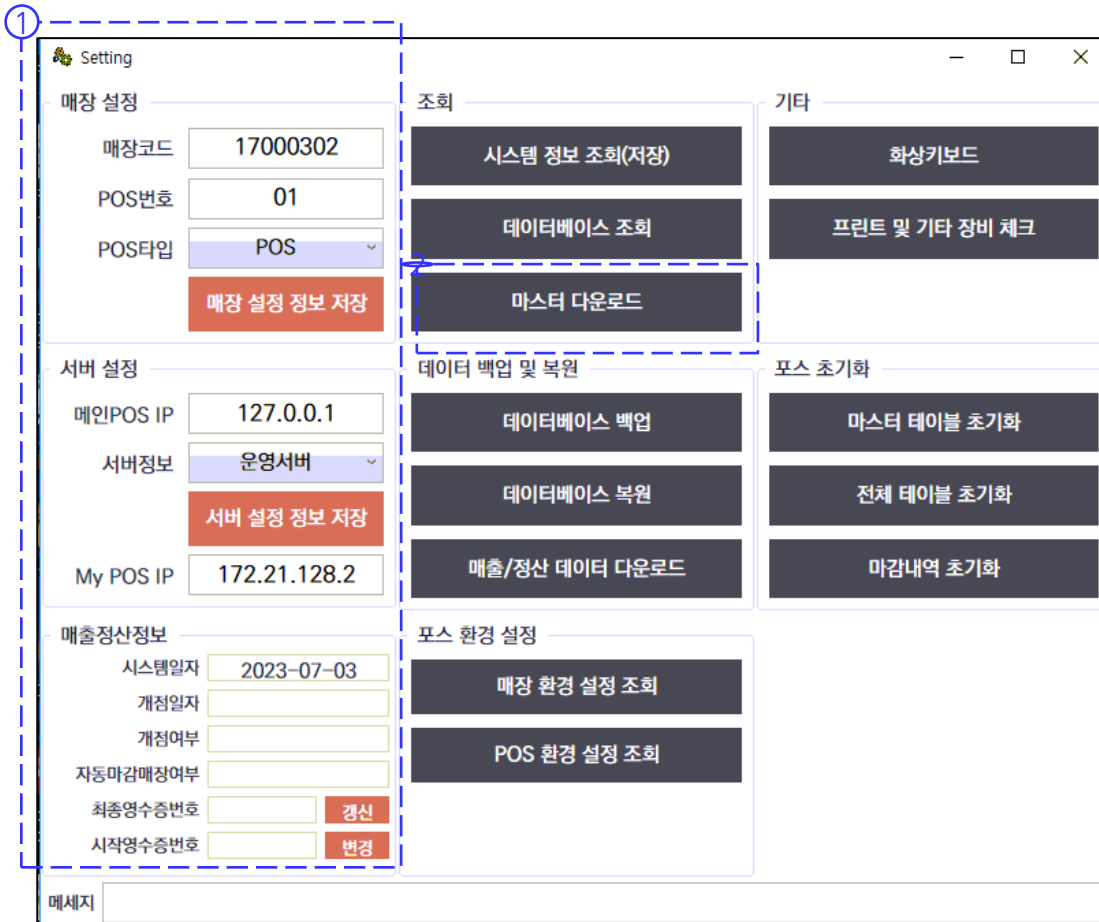 ①
Setting
매장 설정
매장코드
17000302
POS번호
01
POS타입
POS
매장 설정 정보 저장
조회
시스템 정보 조회(저장)
데이터베이스 조회
2
마스터 다운로드
기타
화상키보드
프린트 및 기타 장비 체크
서버 설정
메인POS IP
127.0.0.1
서버정보
운영서버
서버 설정 정보 저장
My POS IP
172.21.128.2
데이터 백업 및 복원
데이터베이스 백업
데이터베이스 복원
매출/정산 데이터 다운로드
포스 초기화
마스터 테이블 초기화
전체 테이블 초기화
마감내역 초기화
매출정산정보
시스템일자
2023-07-03
개점일자
개점여부
자동마감매장여부
최종영수증번호
갱신
시작영수증번호
변경
포스 환경 설정
매장 환경 설정 조회
POS 환경 설정 조회
메세지